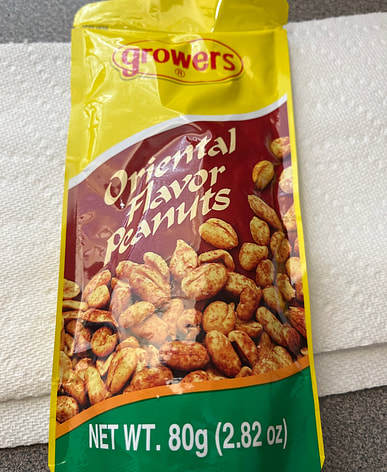 growers
®
Oriental
Flavor
Peanuts
NET WT. 80g (2.82 oz)